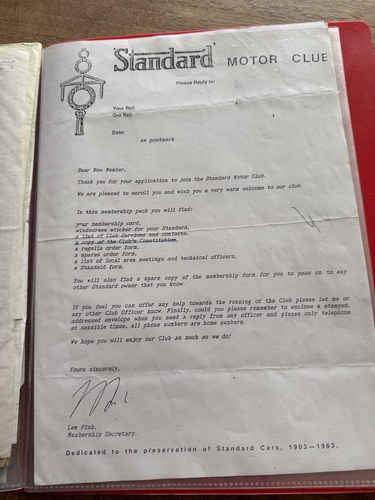 Standard MOTOR CLUB
Please Reply to:
Your Ref:
Our Ref:
Date:
as postmark
Dear New Member,
Thank you for your application to join the Standard Motor Club.
We are pleased to enroll you and wish you a very warm welcome to our club.
In this membership pack you will find:
your membership card,
windscreen sticker for your Standard,
a list of Club Services and contacts,
a copy of the Club's Constitution,
a regalia order form,
a spares order form,
a list of local area meetings and technical officers,
a Standaid form.
You will also find a spare copy of the membership form for you to pass on to any
other Standard owner that you know.
If you feel you can offer any help towards the running of the Club please let me or
any other Club Officer know. Finally, could you please remember to enclose a stamped,
addressed envelope when you need a reply from any officer and please only telephone
at sensible times, all phone numbers are home numbers.
We hope you will enjoy our Club as much as we do!
Yours sincerely,
Membership Secretary.
Dedicated to the preservation of Standard Cars, 1903—1963.